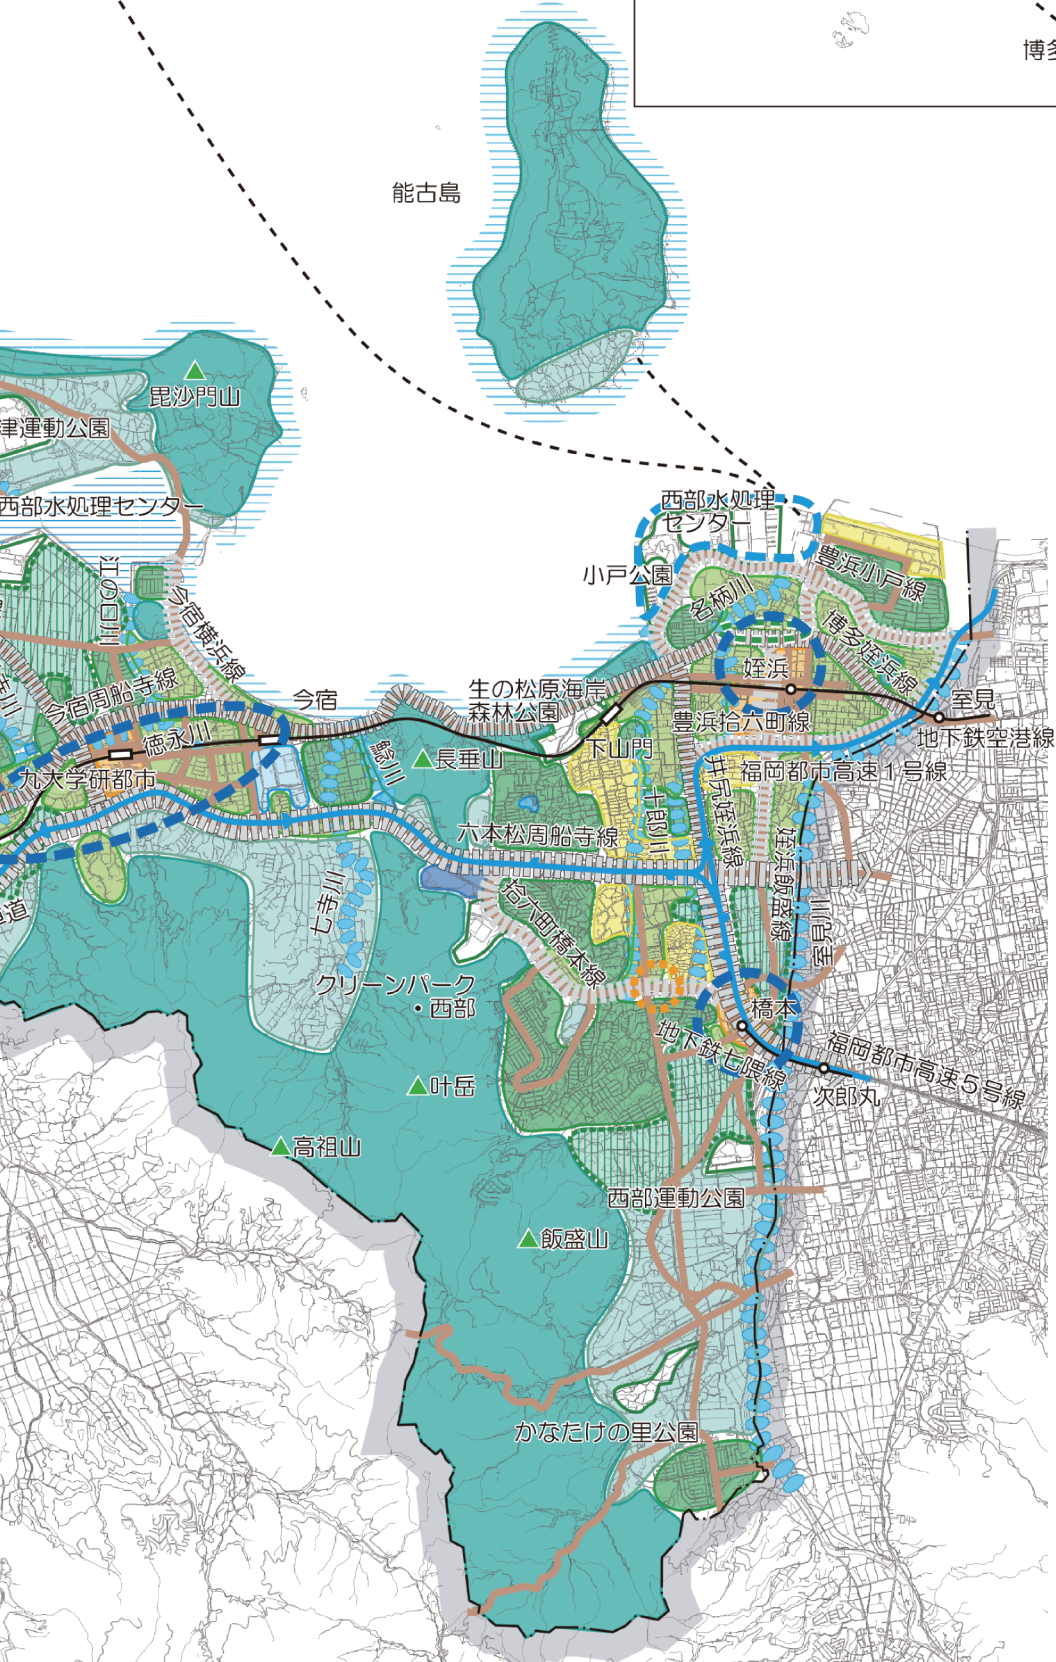 博多
能古島
毘沙門山
津運動公園
西部水処理センター
西部水処理
センター
小戸公園
豊浜小戸線
名柄川
博多姪浜線
江の口川
今宿横浜線
姪浜
室見
今宿周船寺線
今宿
生の松原海岸
森林公園
豊浜拾六町線
地下鉄空港線
徳永川
鯰川
長垂山
下山門
福岡都市高速1号線
九大学研都市
井尻姪浜線
十郎川
六本松周船寺線
姪浜飯盛線
七寺川
拾六町橋本線
室見川
道
クリーンパーク
・西部
橋本
地下鉄七隈線
福岡都市高速5号線
次郎丸
叶岳
高祖山
西部運動公園
飯盛山
かなたけの里公園